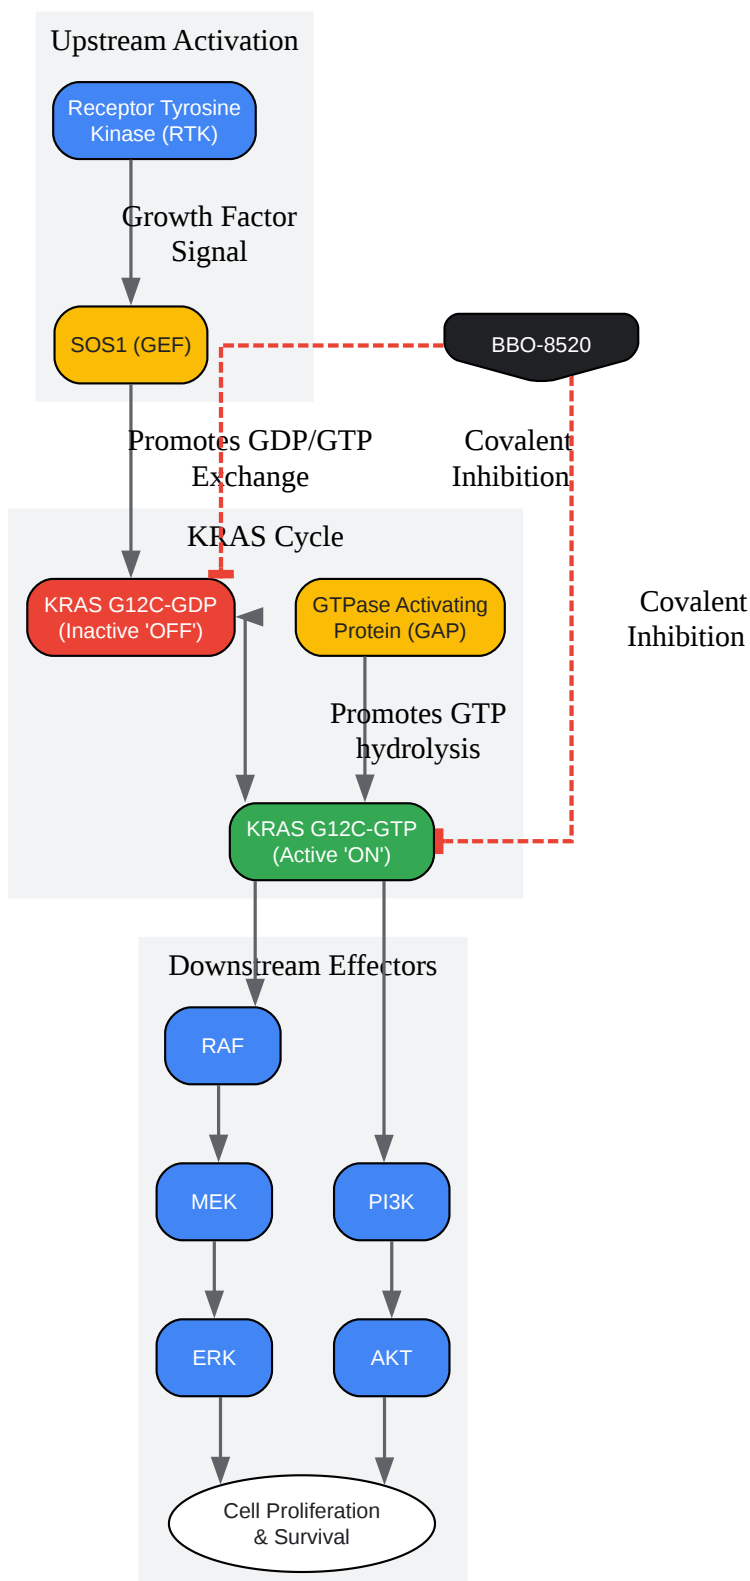 Upstream Activation
Receptor Tyrosine
Kinase (RTK)
Growth Factor
Signal
SOS1 (GEF)
BBO-8520
Promotes GDP/GTP
Exchange
Covalent
Inhibition
KRAS Cycle
KRAS G12C-GDP
(Inactive 'OFF')
GTPase Activating
Protein (GAP)
Covalent
Inhibition
Promotes GTP
hydrolysis
KRAS G12C-GTP
(Active 'ON')
Downstream Effectors
RAF
MEK
PI3K
ERK
AKT
Cell Proliferation
& Survival